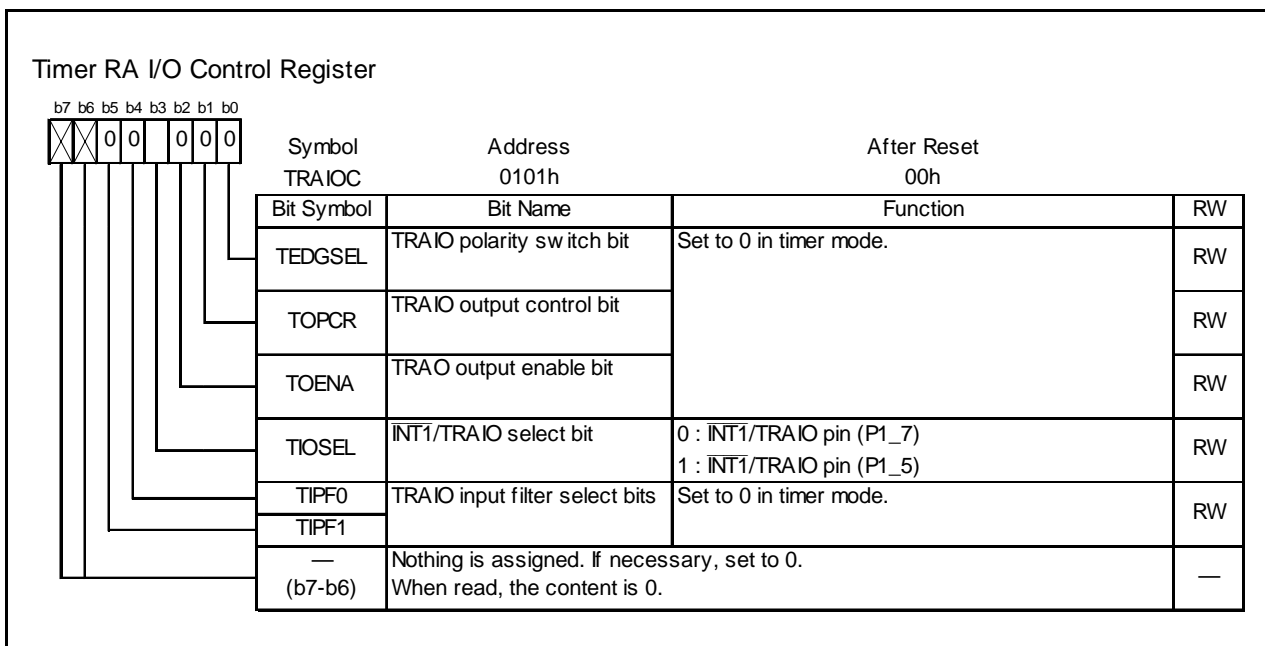 Timer RA I/O Control Register
b7 b6 b5 b4 b3 b2 b1 b0
0 0 0 0 0
Symbol Address After Reset
TRAIOC 0101h 00h
Bit Symbol Bit Name Function RW
TEDGSEL TRAIO polarity switch bit Set to 0 in timer mode. RW
TOPCR TRAIO output control bit RW
TOENA TRAO output enable bit RW
TIOSEL INT1/TRAIO select bit 0 : INT1/TRAIO pin (P1_7) RW
1 : INT1/TRAIO pin (P1_5)
TIPF0 TRAIO input filter select bits Set to 0 in timer mode. RW
TIPF1
— Nothing is assigned. If necessary, set to 0. —
(b7-b6) When read, the content is 0.